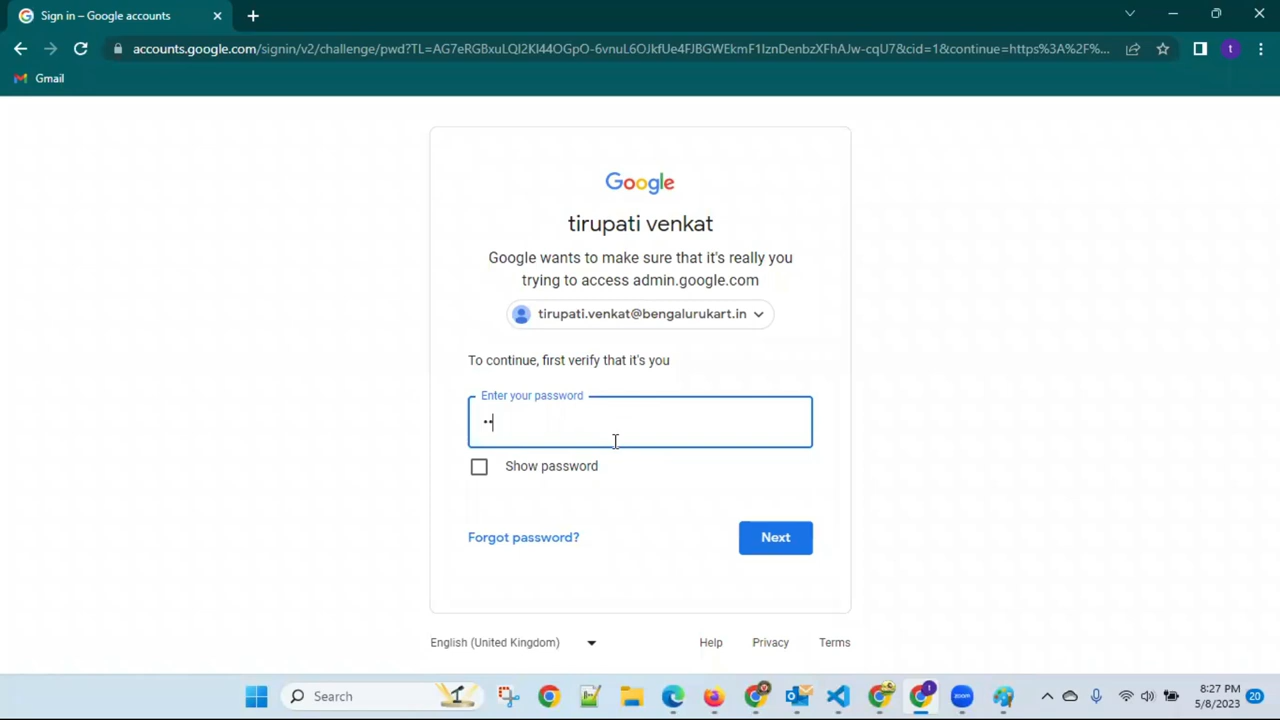 Sign in – Google accounts
accounts.google.com/signin/v2/challenge/pwd?TL=AG7eRGBxuLQI2KI44OGpO-6vnuL6OJkfUe4FJBGWEkmF1IznDenbzXFhAJw-cqU7&cid=1&continue=https%3A%2F%...
t
Gmail
Google
tirupati venkat
Google wants to make sure that it's really you
trying to access admin.google.com
tirupati.venkat@bengalurukart.in
To continue, first verify that it's you
Enter your password
••
Show password
Forgot password?
Next
English (United Kingdom)
Help
Privacy
Terms
Search
t
zoom
8:27 PM
5/8/2023
20